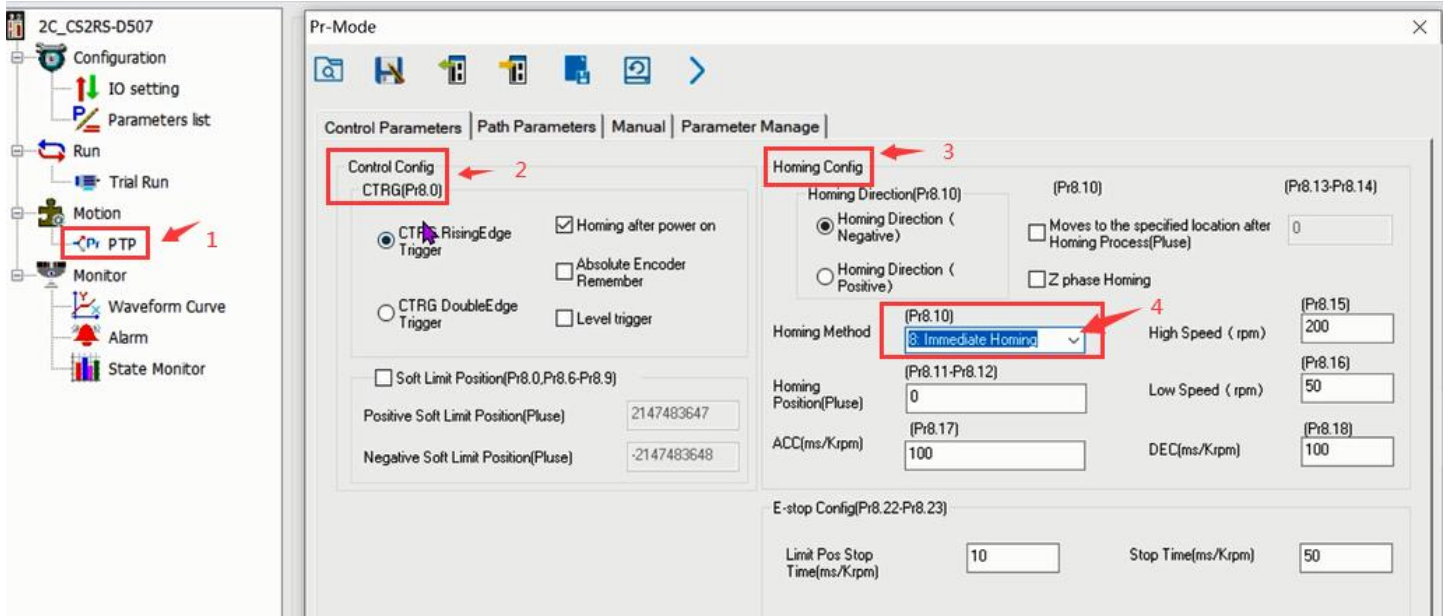 2C_CS2RS-D507
Configuration
IO setting
Parameters list
Run
Trial Run
Motion
Pr PTP
1
Monitor
Waveform Curve
Alarm
State Monitor
Pr-Mode
Control Parameters
Path Parameters
Manual
Parameter Manage
Control Config
2
CTRG(Pr8.0)
CTRG RisingEdge
Trigger
Homing after power on
Absolute Encoder
Remember
CTRG DoubleEdge
Trigger
Level trigger
Soft Limit Position(Pr8.0,Pr8.6-Pr8.9)
Positive Soft Limit Position(Pluse)
2147483647
Negative Soft Limit Position(Pluse)
-2147483648
Homing Config
3
Homing Direction(Pr8.10)
Homing Direction (
Negative)
Homing Direction (
Positive)
(Pr8.10)
(Pr8.13-Pr8.14)
Moves to the specified location after
Homing Process(Pluse)
0
Z phase Homing
4
Homing Method
(Pr8.10)
8: Immediate Homing
High Speed ( rpm)
(Pr8.15)
200
Homing
Position(Pluse)
(Pr8.11-Pr8.12)
0
Low Speed ( rpm)
(Pr8.16)
50
ACC(ms/Krpm)
(Pr8.17)
100
DEC(ms/Krpm)
(Pr8.18)
100
E-stop Config(Pr8.22-Pr8.23)
Limit Pos Stop
Time(ms/Krpm)
10
Stop Time(ms/Krpm)
50